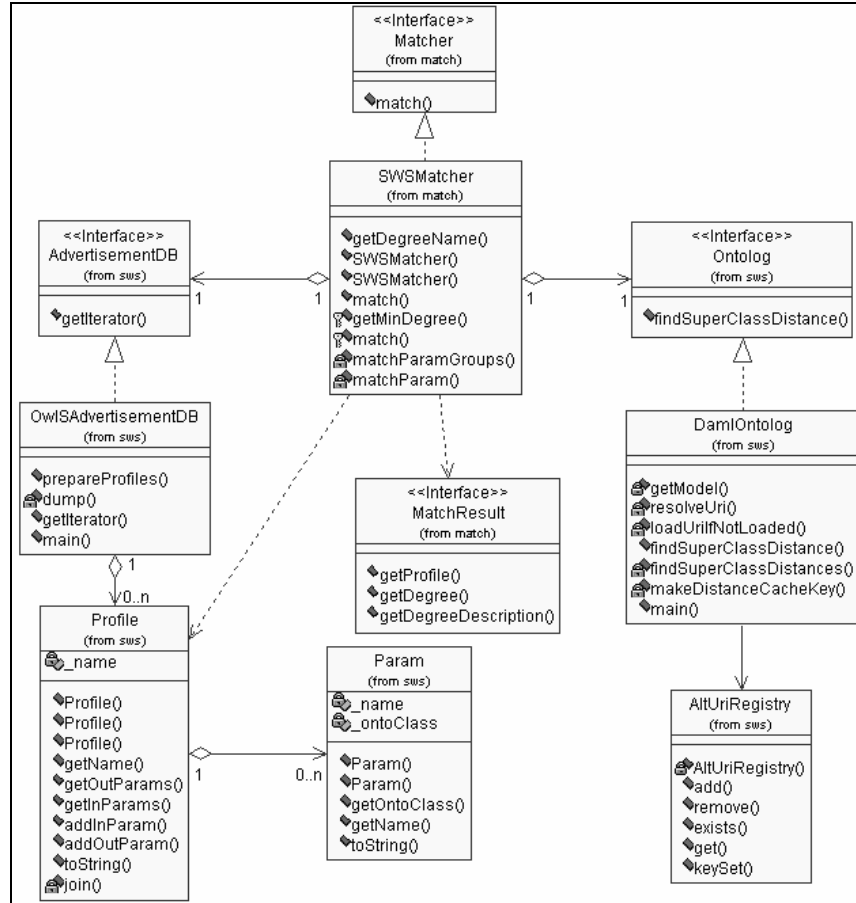 <<Interface>>
Matcher
(from match)
match()
SWSMatcher
(from match)
getDegreeName()
SWSMatcher()
SWSMatcher()
match()
getMinDegree()
match()
matchParamGroups()
matchParam()
<<Interface>>
AdvertisementDB
(from sws)
getIterator()
1
1
1
1
<<Interface>>
Ontolog
(from sws)
findSuperClassDistance()
OwlSAdvertisementDB
(from sws)
prepareProfiles()
dump()
getIterator()
main()
1
0..n
<<Interface>>
MatchResult
(from match)
getProfile()
getDegree()
getDegreeDescription()
DamlOntolog
(from sws)
getModel()
resolveUri()
loadUriIfNotLoaded()
findSuperClassDistance()
findSuperClassDistances()
makeDistanceCacheKey()
main()
Profile
(from sws)
_name
Profile()
Profile()
Profile()
getName()
getOutParams()
getInParams()
addInParam()
addOutParam()
toString()
join()
1
0..n
Param
(from sws)
_name
_ontoClass
Param()
Param()
getOntoClass()
getName()
toString()
AltUriRegistry
(from sws)
AltUriRegistry()
add()
remove()
exists()
get()
keySet()